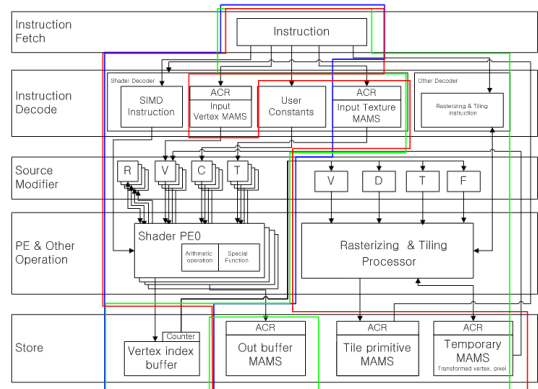 Instruction
Fetch
Instruction
Instruction
Decode
Shader Decoder
SIMD
Instruction
ACR
Input
Vertex MAMS
User
Constants
ACR
Input Texture
MAMS
Other Decoder
Rasterizing & Tiling
instruction
Source
Modifier
R
V
C
T
V
D
T
F
PE & Other
Operation
Shader PE0
Arithmetic
operation
Special
Function
Rasterizing & Tiling
Processor
Store
Counter
Vertex index
buffer
ACR
Out buffer
MAMS
ACR
Tile primitive
MAMS
ACR
Temporary
MAMS
Transformed vertex, pixel